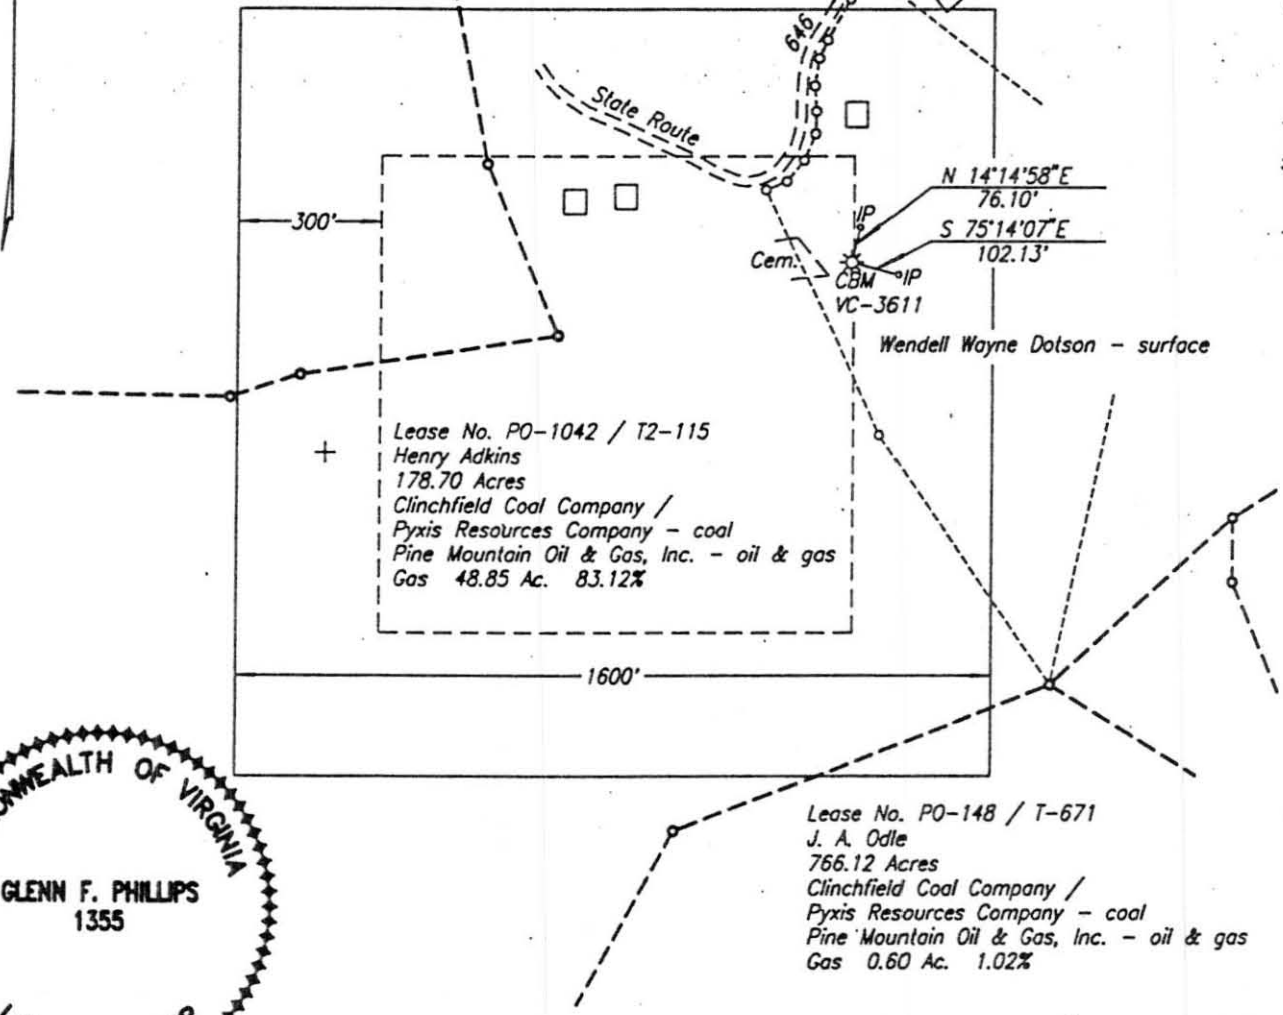 646
State Route
N 14°14'58"E
76.10'
300'
IP
S 75°14'07"E
102.13'
Cem.
IP
CBM
VC-3611
Wendell Wayne Dotson - surface
Lease No. PO-1042 / T2-115
Henry Adkins
178.70 Acres
Clinchfield Coal Company /
Pyxis Resources Company - coal
Pine Mountain Oil & Gas, Inc. - oil & gas
Gas 48.85 Ac. 83.12%
1600'
OF VIRGINIA
GLENN F. PHILLIPS
1355
Lease No. PO-148 / T-671
J. A. Odle
766.12 Acres
Clinchfield Coal Company /
Pyxis Resources Company - coal
Pine Mountain Oil & Gas, Inc. - oil & gas
Gas 0.60 Ac. 1.02%